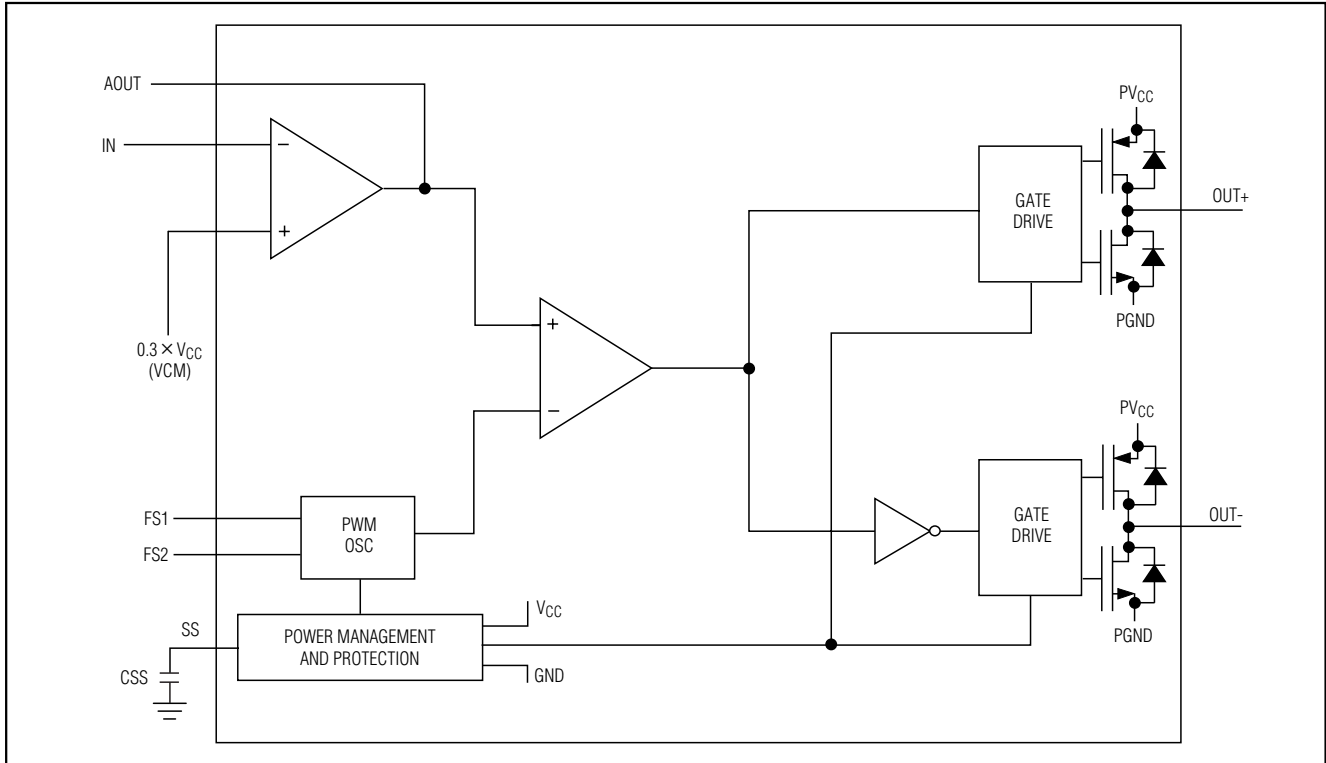 AOUT
IN
−
+
0.3 × VCC
(VCM)
+
−
FS1
FS2
PWM
OSC
SS
CSS
POWER MANAGEMENT
AND PROTECTION
VCC
GND
GATE
DRIVE
PVCC
OUT+
PGND
GATE
DRIVE
PVCC
OUT-
PGND